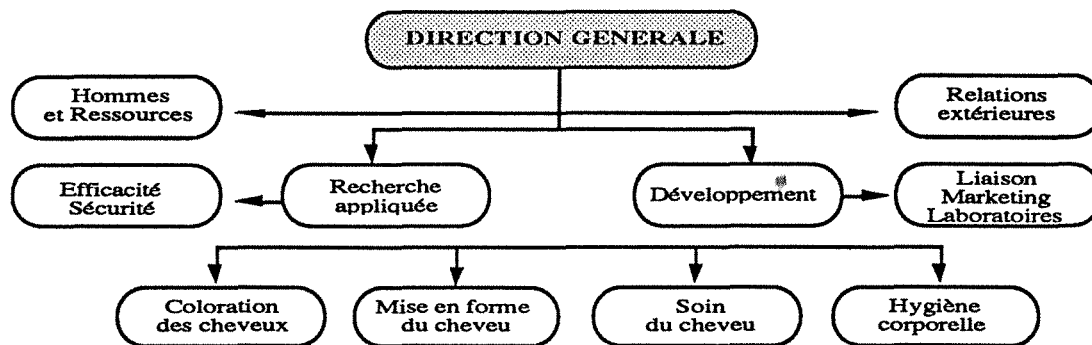 DIRECTION GENERALE
Hommes
et Ressources
Relations
extérieures
Efficacité
Sécurité
Recherche
appliquée
Développement
Liaison
Marketing
Laboratoires
Coloration
des cheveux
Mise en forme
du cheveu
Soin
du cheveu
Hygiène
corporelle